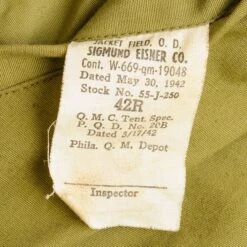 JACKET FIELD, O. D.
SIGMUND EISNER CO.
Cont. W-669-qm-19048
Dated May 30, 1942
Stock No. 55-J-250
42R
Q. M. C. Tent. Spec.
P. Q. D. No. 20B
Dated 5/17/42
Phila. Q. M. Depot
Inspector